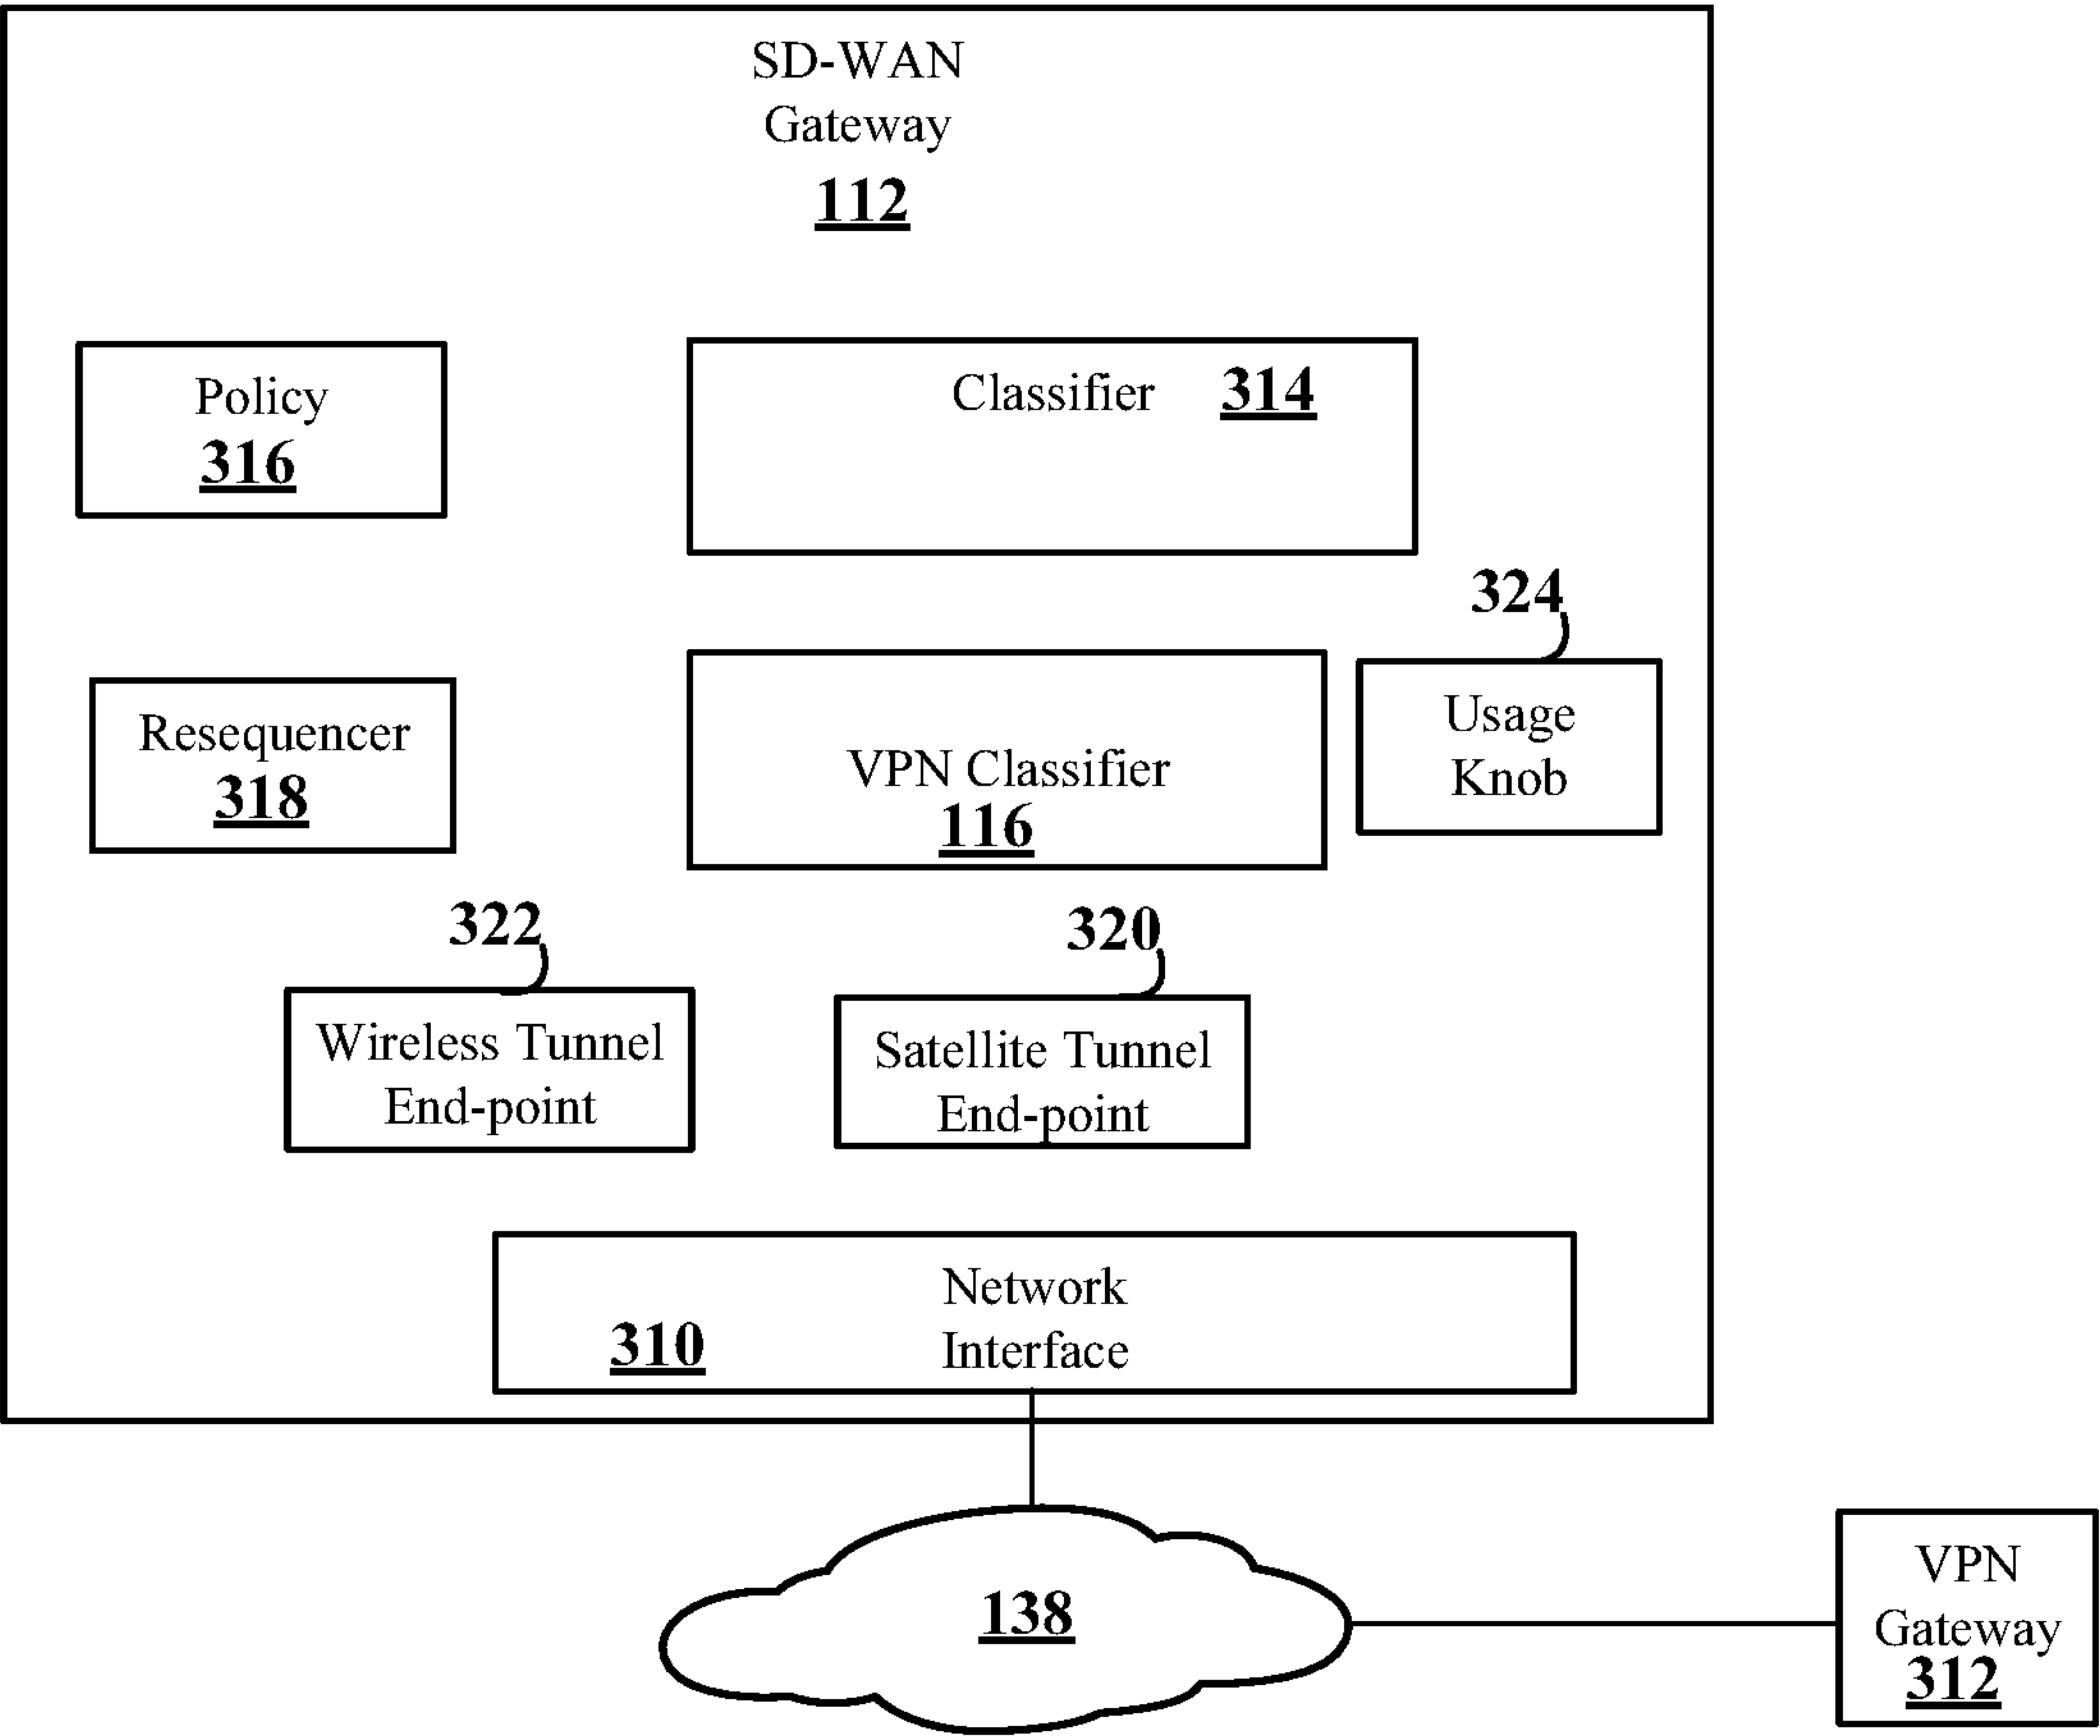 SD-WAN
Gateway
112
Policy
316
Classifier 314
324
Resequencer
318
VPN Classifier
116
Usage
Knob
322
320
Wireless Tunnel
End-point
Satellite Tunnel
End-point
Network
310 Interface
138
VPN
Gateway
312